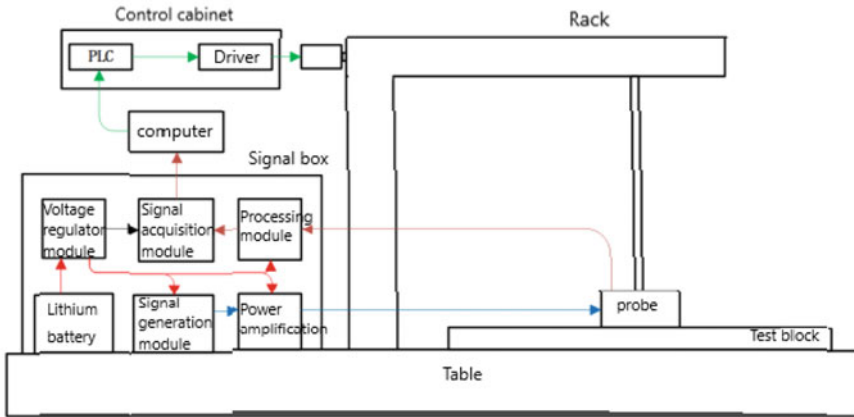 Control cabinet
Rack
PLC
Driver
computer
Signal box
Voltage
regulator
module
Signal
acquisition
module
Processing
module
Lithium
battery
Signal
generation
module
Power
amplification
probe
Test block
Table